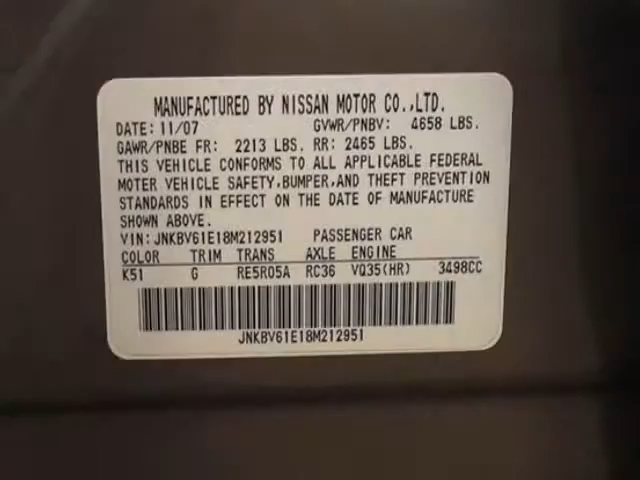 MANUFACTURED BY NISSAN MOTOR CO.,LTD.
DATE: 11/07 GVWR/PNBV: 4658 LBS.
GAWR/PNBE FR: 2213 LBS. RR: 2465 LBS.
THIS VEHICLE CONFORMS TO ALL APPLICABLE FEDERAL
MOTOR VEHICLE SAFETY,BUMPER,AND THEFT PREVENTION
STANDARDS IN EFFECT ON THE DATE OF MANUFACTURE
SHOWN ABOVE.
VIN: JNKBV61E18M212951 PASSENGER CAR
COLOR TRIM TRANS AXLE ENGINE
K51 G RE5R05A RC36 VQ35(HR) 3498CC
JNKBV61E18M212951